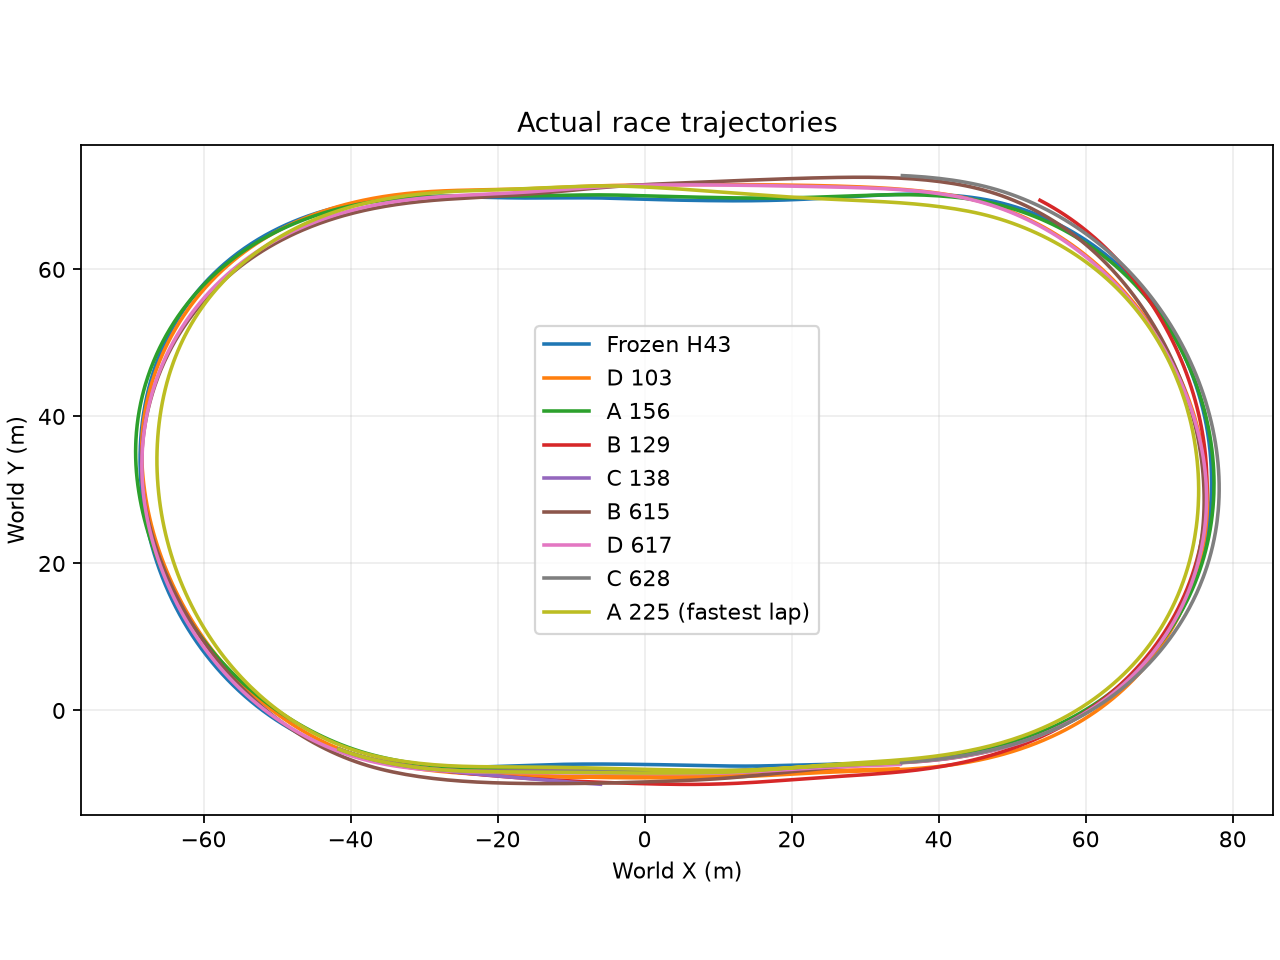 Actual race trajectories
World Y (m)
60
40
20
0
Frozen H43
D 103
A 156
B 129
C 138
B 615
D 617
C 628
A 225 (fastest lap)
−60 −40 −20 0 20 40 60 80
World X (m)